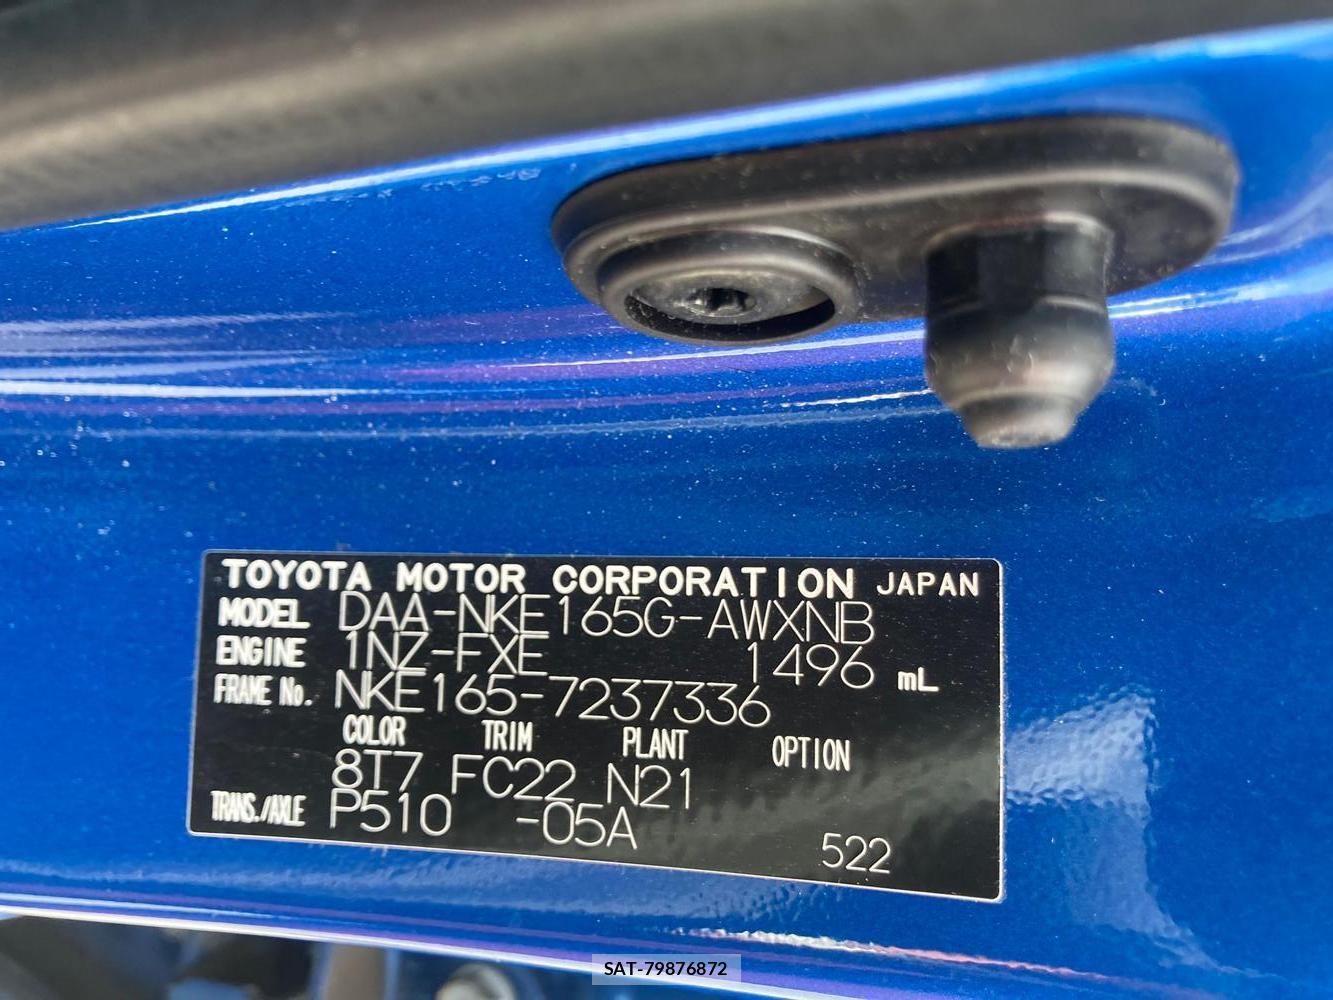 TOYOTA MOTOR CORPORATION JAPAN
MODEL DAA-NKE165G-AWXNB
ENGINE 1NZ-FXE 1496 mL
FRAME No. NKE165-7237336
COLOR TRIM PLANT OPTION
8T7 FC22 N21
TRANS./AXLE P510 -05A
522
SAT-79876872